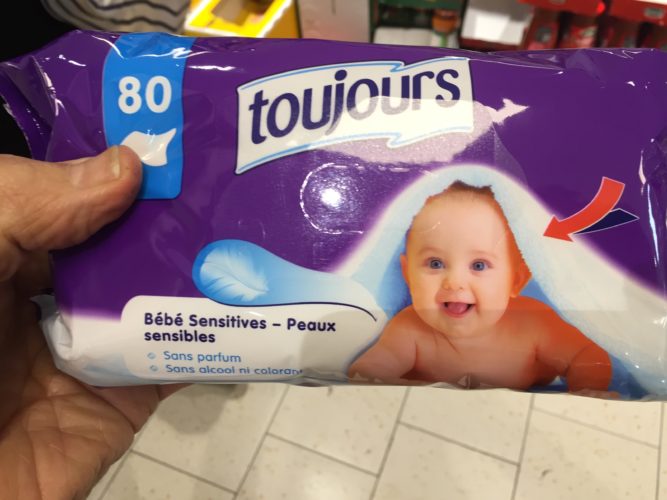 80
toujours
Bébé Sensitives – Peaux
sensibles
Sans parfum
Sans alcool ni colorant